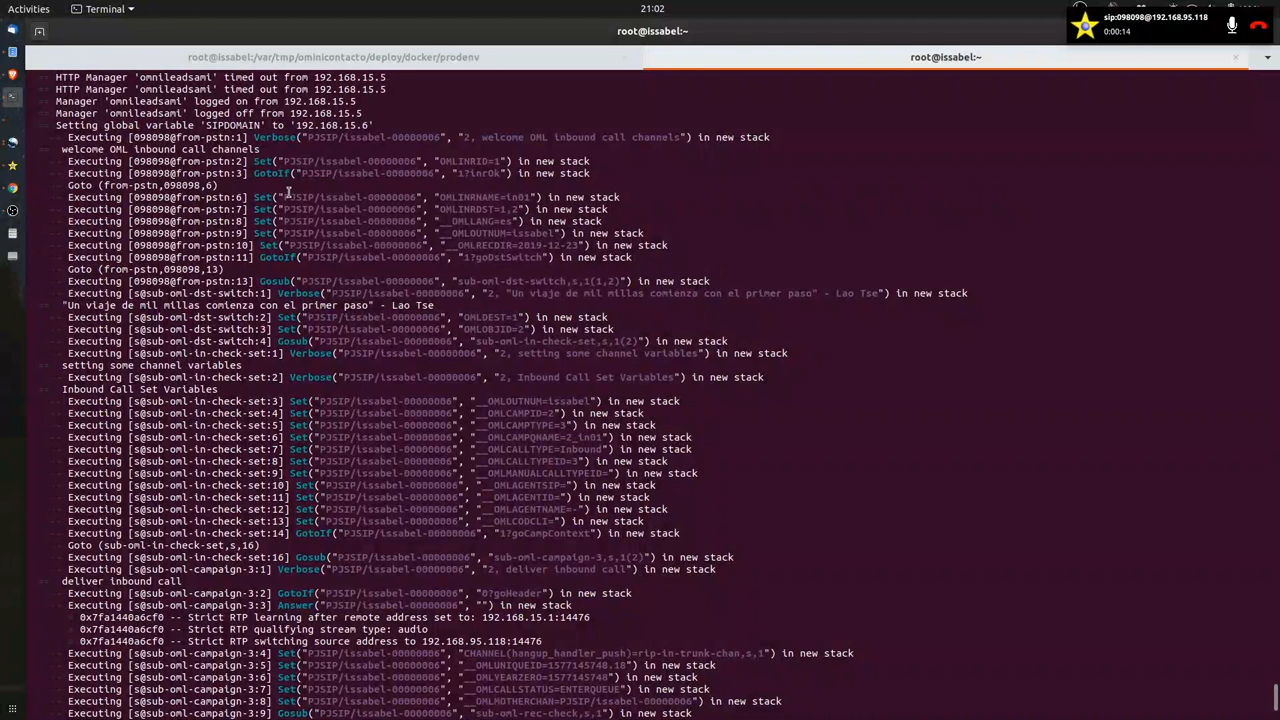 Activities
Terminal
21:02
sip:098098@192.168.95.118
0:00:14
root@issabel:~
root@issabel:/var/tmp/ominicontacto/deploy/docker/prodenv
root@issabel:~
== HTTP Manager 'omnileadsami' timed out from 192.168.15.5
== HTTP Manager 'omnileadsami' timed out from 192.168.15.5
== Manager 'omnileadsami' logged on from 192.168.15.5
== Manager 'omnileadsami' logged off from 192.168.15.5
== Setting global variable 'SIPDOMAIN' to '192.168.15.6'
-- Executing [098098@from-pstn:1] Verbose("PJSIP/issabel-00000006", "2, welcome OML inbound call channels") in new stack
== welcome OML inbound call channels
-- Executing [098098@from-pstn:2] Set("PJSIP/issabel-00000006", "OMLINRID=1") in new stack
-- Executing [098098@from-pstn:3] GotoIf("PJSIP/issabel-00000006", "1?inrOk") in new stack
-- Goto (from-pstn,098098,6)
-- Executing [098098@from-pstn:6] Set("PJSIP/issabel-00000006", "OMLINRNAME=in01") in new stack
-- Executing [098098@from-pstn:7] Set("PJSIP/issabel-00000006", "OMLINRDST=1,2") in new stack
-- Executing [098098@from-pstn:8] Set("PJSIP/issabel-00000006", "__OMLLANG=es") in new stack
-- Executing [098098@from-pstn:9] Set("PJSIP/issabel-00000006", "__OMLOUTNUM=issabel") in new stack
-- Executing [098098@from-pstn:10] Set("PJSIP/issabel-00000006", "__OMLRECDIR=2019-12-23") in new stack
-- Executing [098098@from-pstn:11] GotoIf("PJSIP/issabel-00000006", "1?goDstSwitch") in new stack
-- Goto (from-pstn,098098,13)
-- Executing [098098@from-pstn:13] Gosub("PJSIP/issabel-00000006", "sub-oml-dst-switch,s,1(1,2)") in new stack
-- Executing [s@sub-oml-dst-switch:1] Verbose("PJSIP/issabel-00000006", "2, "Un viaje de mil millas comienza con el primer paso" - Lao Tse") in new stack
== "Un viaje de mil millas comienza con el primer paso" - Lao Tse
-- Executing [s@sub-oml-dst-switch:2] Set("PJSIP/issabel-00000006", "OMLDEST=1") in new stack
-- Executing [s@sub-oml-dst-switch:3] Set("PJSIP/issabel-00000006", "OMLOBJID=2") in new stack
-- Executing [s@sub-oml-dst-switch:4] Gosub("PJSIP/issabel-00000006", "sub-oml-in-check-set,s,1(2)") in new stack
-- Executing [s@sub-oml-in-check-set:1] Verbose("PJSIP/issabel-00000006", "2, setting some channel variables") in new stack
== setting some channel variables
-- Executing [s@sub-oml-in-check-set:2] Verbose("PJSIP/issabel-00000006", "2, Inbound Call Set Variables") in new stack
== Inbound Call Set Variables
-- Executing [s@sub-oml-in-check-set:3] Set("PJSIP/issabel-00000006", "__OMLOUTNUM=issabel") in new stack
-- Executing [s@sub-oml-in-check-set:4] Set("PJSIP/issabel-00000006", "__OMLCAMPID=2") in new stack
-- Executing [s@sub-oml-in-check-set:5] Set("PJSIP/issabel-00000006", "__OMLCAMPTYPE=3") in new stack
-- Executing [s@sub-oml-in-check-set:6] Set("PJSIP/issabel-00000006", "__OMLCAMPQNAME=2_in01") in new stack
-- Executing [s@sub-oml-in-check-set:7] Set("PJSIP/issabel-00000006", "__OMLCALLTYPE=Inbound") in new stack
-- Executing [s@sub-oml-in-check-set:8] Set("PJSIP/issabel-00000006", "__OMLCALLTYPEID=3") in new stack
-- Executing [s@sub-oml-in-check-set:9] Set("PJSIP/issabel-00000006", "__OMLMANUALCALLTYPEID=") in new stack
-- Executing [s@sub-oml-in-check-set:10] Set("PJSIP/issabel-00000006", "__OMLAGENTSIP=") in new stack
-- Executing [s@sub-oml-in-check-set:11] Set("PJSIP/issabel-00000006", "__OMLAGENTID=") in new stack
-- Executing [s@sub-oml-in-check-set:12] Set("PJSIP/issabel-00000006", "__OMLAGENTNAME=-") in new stack
-- Executing [s@sub-oml-in-check-set:13] Set("PJSIP/issabel-00000006", "__OMLCODCLI=") in new stack
-- Executing [s@sub-oml-in-check-set:14] GotoIf("PJSIP/issabel-00000006", "1?goCampContext") in new stack
-- Goto (sub-oml-in-check-set,s,16)
-- Executing [s@sub-oml-in-check-set:16] Gosub("PJSIP/issabel-00000006", "sub-oml-campaign-3,s,1(2)") in new stack
-- Executing [s@sub-oml-campaign-3:1] Verbose("PJSIP/issabel-00000006", "2, deliver inbound call") in new stack
== deliver inbound call
-- Executing [s@sub-oml-campaign-3:2] GotoIf("PJSIP/issabel-00000006", "0?goHeader") in new stack
-- Executing [s@sub-oml-campaign-3:3] Answer("PJSIP/issabel-00000006", "") in new stack
> 0x7fa1440a6cf0 -- Strict RTP learning after remote address set to: 192.168.15.1:14476
> 0x7fa1440a6cf0 -- Strict RTP qualifying stream type: audio
> 0x7fa1440a6cf0 -- Strict RTP switching source address to 192.168.95.118:14476
-- Executing [s@sub-oml-campaign-3:4] Set("PJSIP/issabel-00000006", "CHANNEL(hangup_handler_push)=rip-in-trunk-chan,s,1") in new stack
-- Executing [s@sub-oml-campaign-3:5] Set("PJSIP/issabel-00000006", "__OMLUNIQUEID=1577145748.18") in new stack
-- Executing [s@sub-oml-campaign-3:6] Set("PJSIP/issabel-00000006", "__OMLYEARZERO=2019") in new stack
-- Executing [s@sub-oml-campaign-3:7] Set("PJSIP/issabel-00000006", "__OMLCALLSTATUS=ENTERQUEUE") in new stack
-- Executing [s@sub-oml-campaign-3:8] Set("PJSIP/issabel-00000006", "__OMLMOTHERCHAN=PJSIP/issabel-00000006") in new stack
-- Executing [s@sub-oml-campaign-3:9] Gosub("PJSIP/issabel-00000006", "sub-oml-rec-check,s,1") in new stack